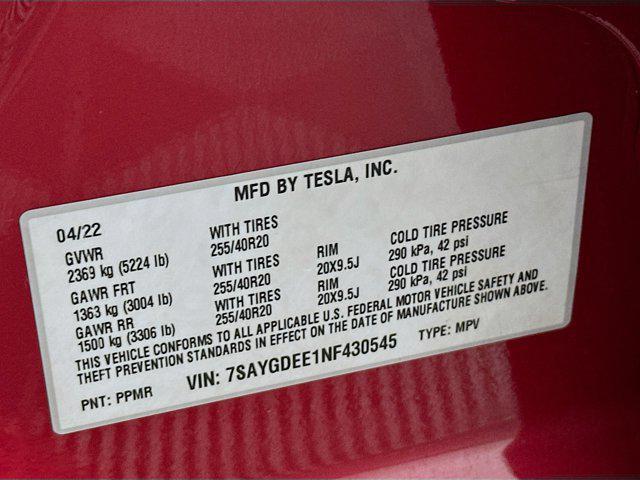 MFD BY TESLA, INC.
04/22
GVWR WITH TIRES
2369 kg (5224 lb) 255/40R20 RIM COLD TIRE PRESSURE
GAWR FRT WITH TIRES 20X9.5J 290 kPa, 42 psi
1363 kg (3004 lb) 255/40R20 RIM COLD TIRE PRESSURE
GAWR RR WITH TIRES 20X9.5J 290 kPa, 42 psi
1500 kg (3306 lb) 255/40R20
THIS VEHICLE CONFORMS TO ALL APPLICABLE U.S. FEDERAL MOTOR VEHICLE SAFETY AND
THEFT PREVENTION STANDARDS IN EFFECT ON THE DATE OF MANUFACTURE SHOWN ABOVE.
PNT: PPMR VIN: 7SAYGDEE1NF430545 TYPE: MPV